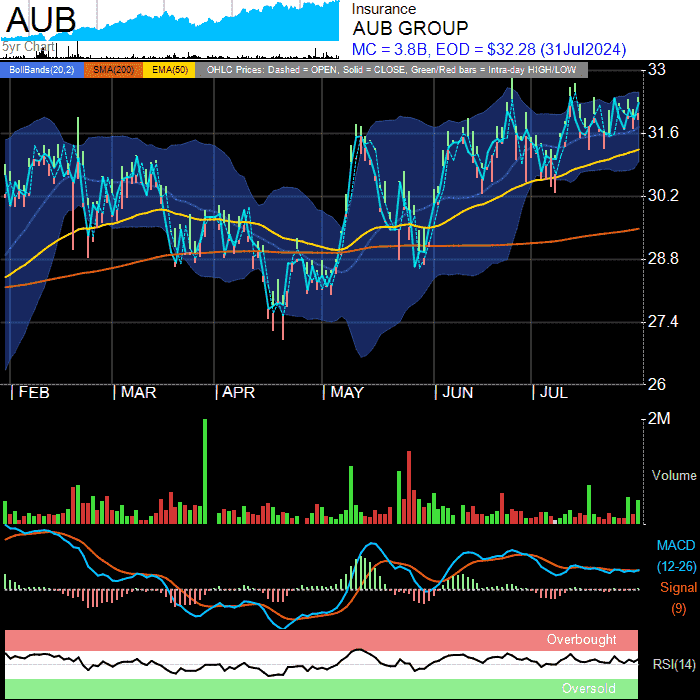 AUB
5yr Chart
Insurance
AUB GROUP
MC = 3.8B, EOD = $32.28 (31Jul2024)
BollBands(20,2) SMA(200) EMA(50) OHLC Prices: Dashed = OPEN, Solid = CLOSE, Green/Red bars = Intra-day HIGH/LOW
33
31.6
30.2
28.8
27.4
26
FEB MAR APR MAY JUN JUL
2M
Volume
MACD
(12-26)
Signal
(9)
Overbought
RSI(14)
Oversold